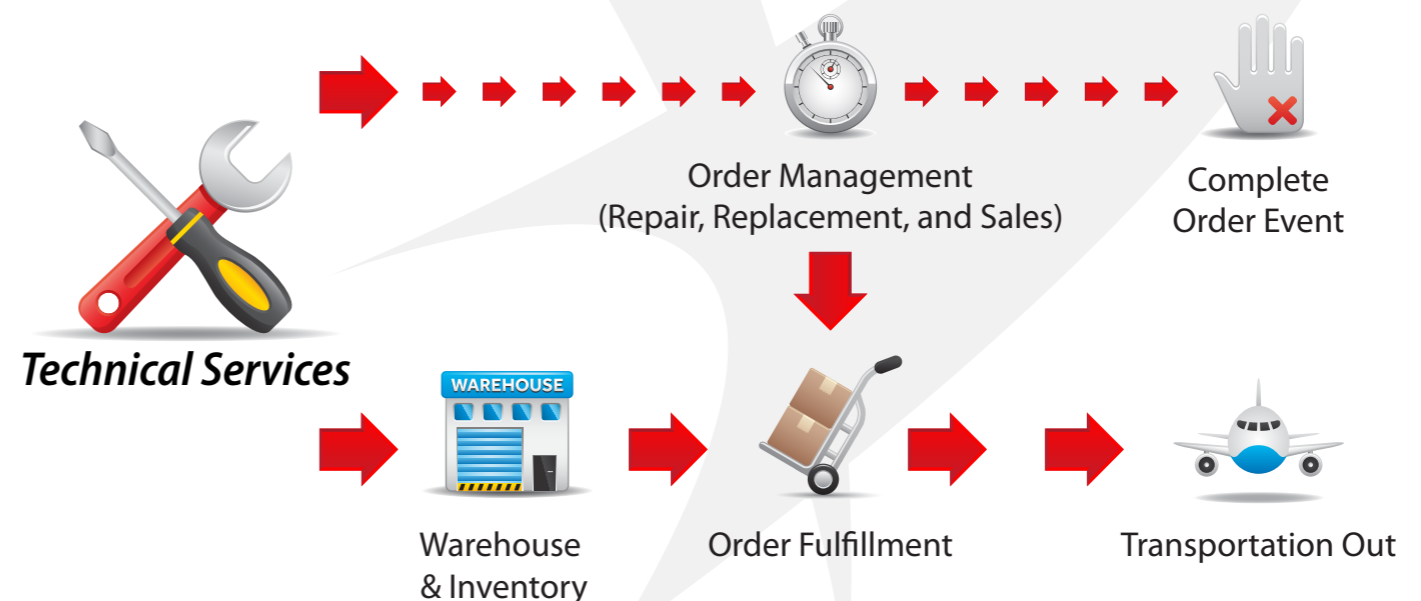 Order Management
(Repair, Replacement, and Sales)
Complete
Order Event
Technical Services
WAREHOUSE
Warehouse
& Inventory
Order Fulfillment
Transportation Out